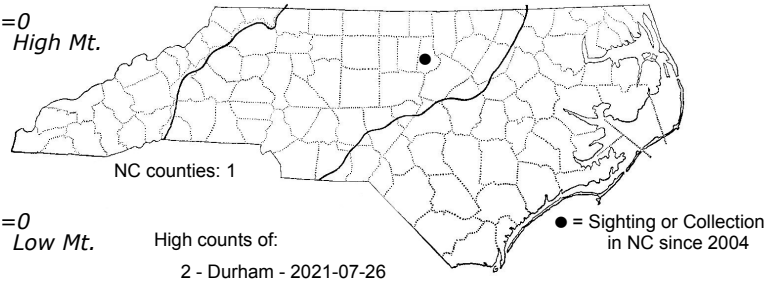 =0
High Mt.
NC counties: 1
=0
Low Mt.
High counts of:
2 - Durham - 2021-07-26
● = Sighting or Collection
in NC since 2004